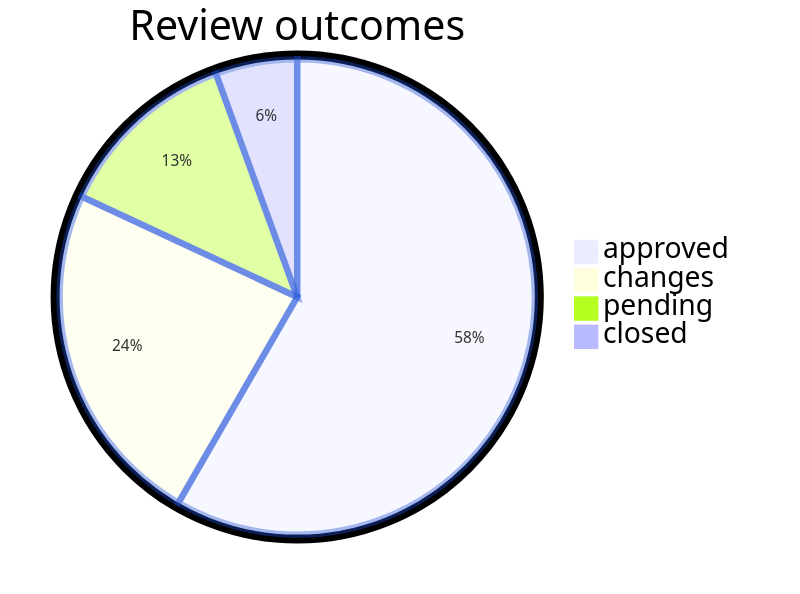 Review outcomes
6%
13%
24%
58%
approved
changes
pending
closed